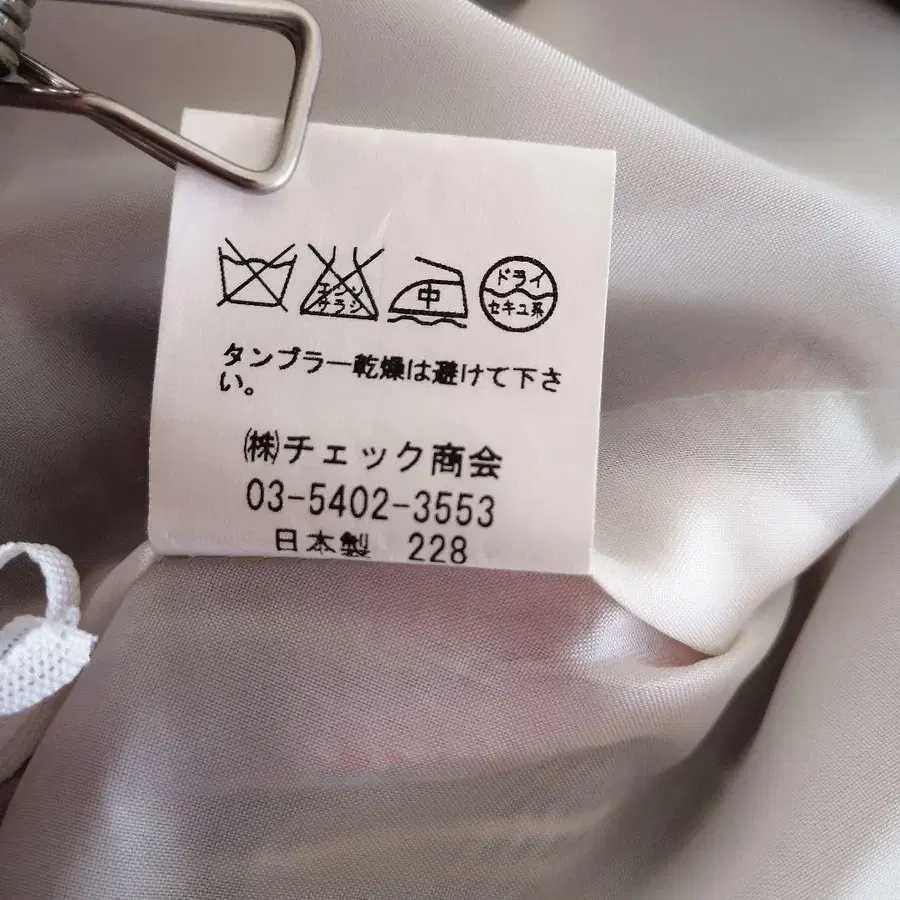 エンソ
サラシ
中
ドライ
セキユ系
タンブラー乾燥は避けて下さ
い。
㈱チェック商会
03-5402-3553
日本製 228